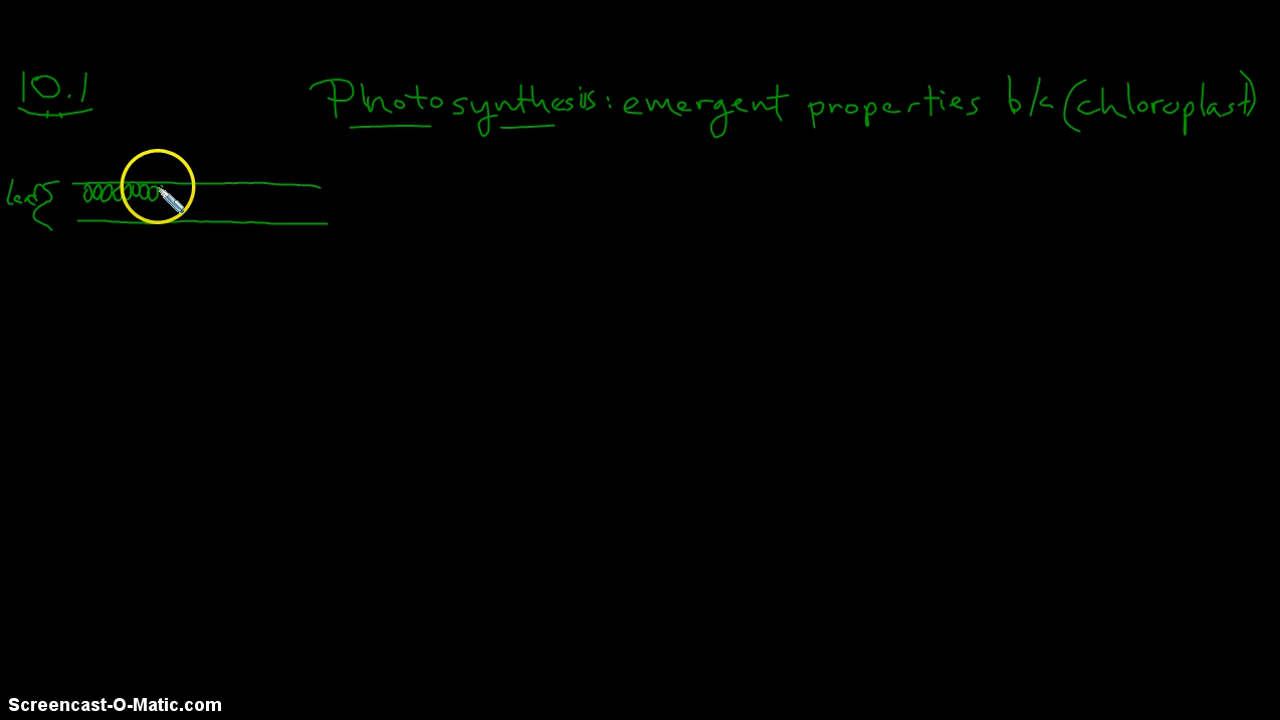 10.1
Photosynthesis: emergent properties b/c (chloroplast)
leaf
Screencast-O-Matic.com